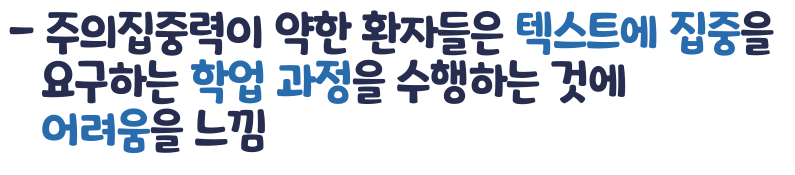 - 주의집중력이 약한 환자들은 텍스트에 집중을
요구하는 학업 과정을 수행하는 것에
어려움을 느낌